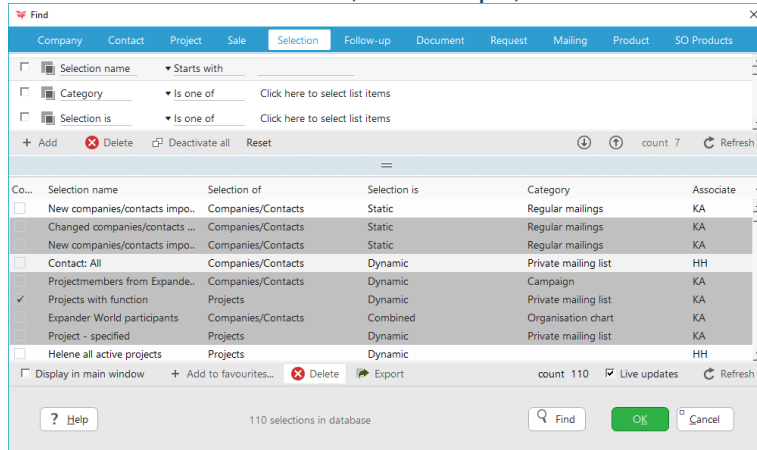 Find
Company Contact Project Sale Selection Follow-up Document Request Mailing Product SO Products
Selection name Starts with
Category Is one of Click here to select list items
Selection is Is one of Click here to select list items
+ Add Delete Deactivate all Reset count 7 Refresh
Co... Selection name Selection of Selection is Category Associate
New companies/contacts impo.. Companies/Contacts Static Regular mailings KA
Changed companies/contacts ... Companies/Contacts Static Regular mailings KA
New companies/contacts impo.. Companies/Contacts Static Regular mailings KA
Contact: All Companies/Contacts Dynamic Private mailing list HH
Projectmembers from Expande.. Companies/Contacts Dynamic Campaign KA
Projects with function Projects Dynamic Private mailing list KA
Expander World participants Companies/Contacts Combined Organisation chart KA
Project - specified Projects Dynamic Private mailing list KA
Helene all active projects Projects Dynamic HH
Display in main window + Add to favourites... Delete Export count 110 Live updates Refresh
? Help 110 selections in database Find OK Cancel